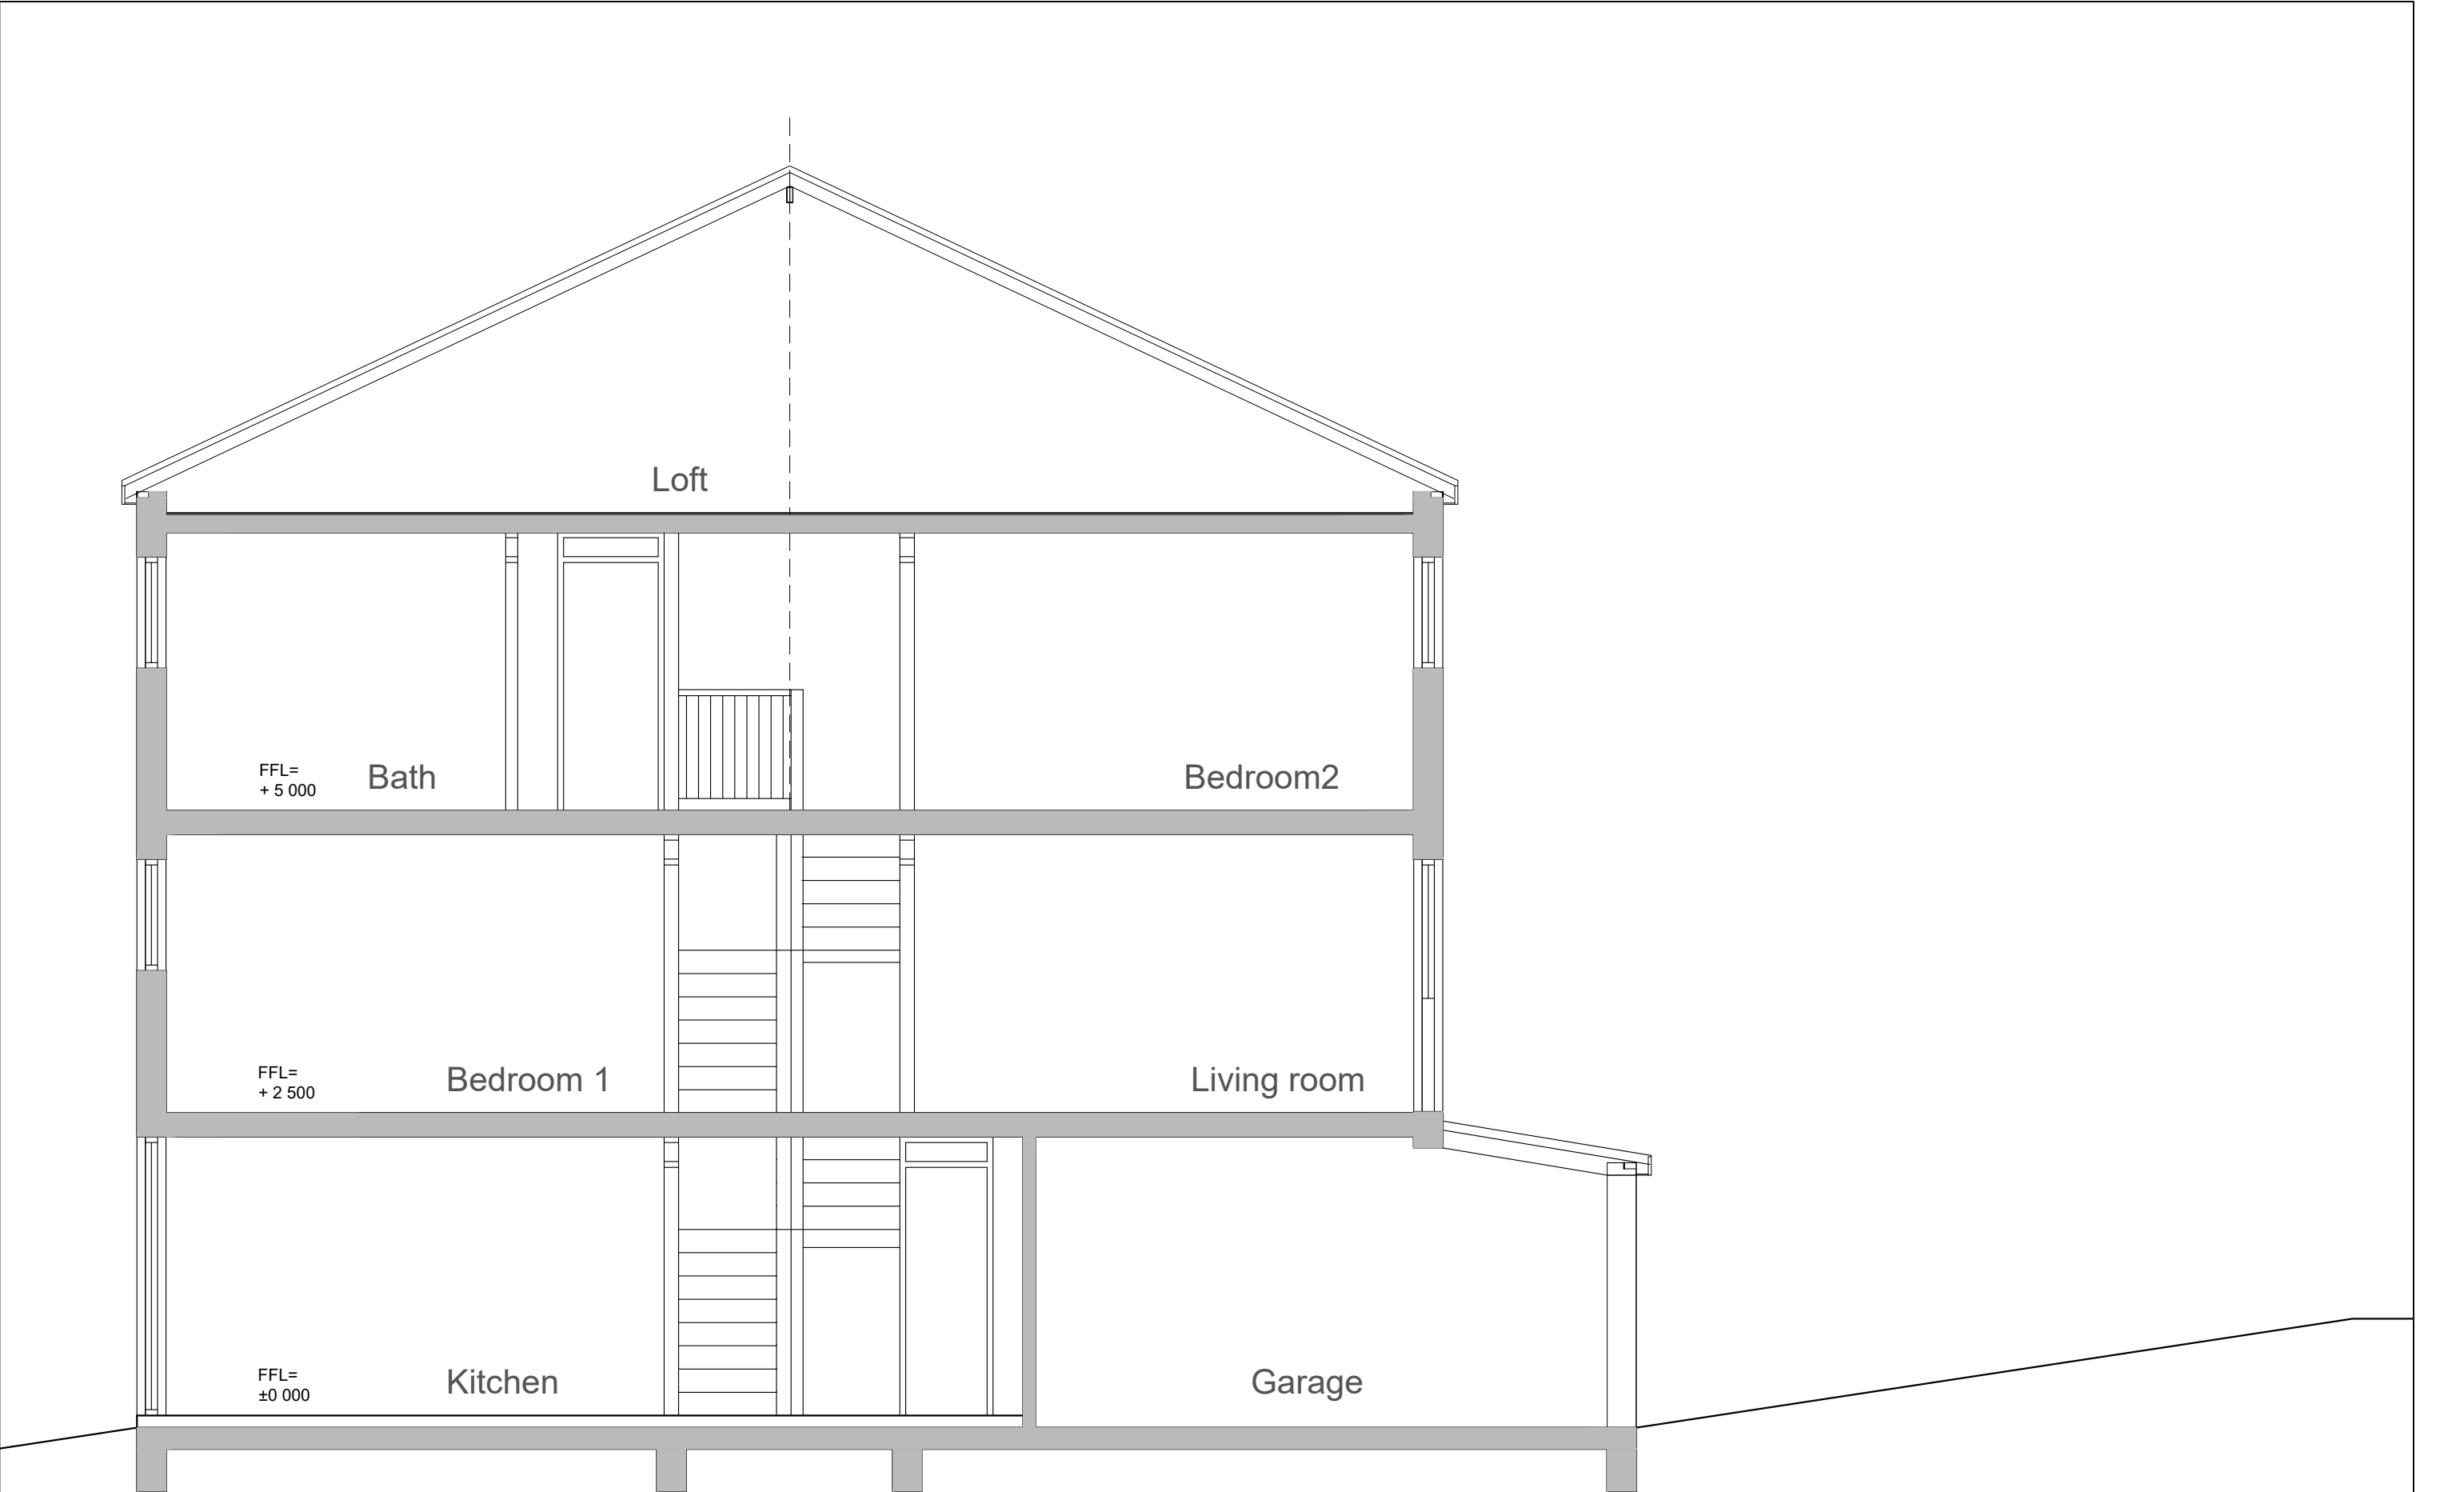 Loft
FFL=
+ 5 000
Bath
Bedroom2
FFL=
+ 2 500
Bedroom 1
Living room
FFL=
±0 000
Kitchen
Garage